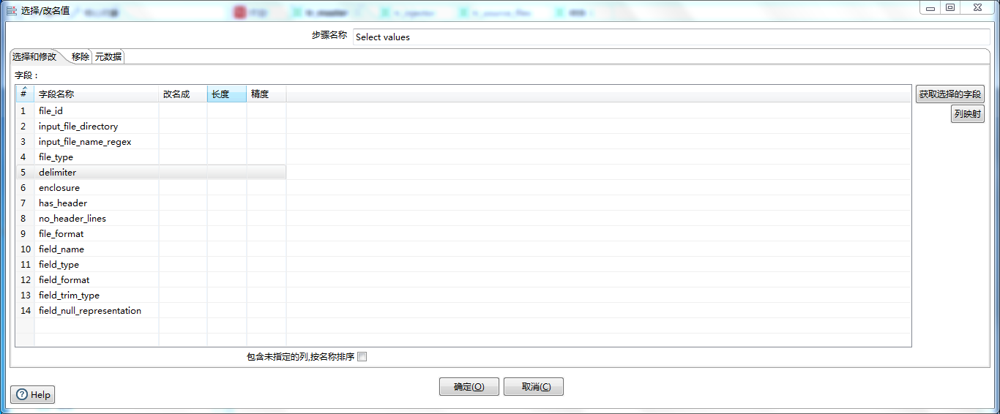 选择/改名值
tr_master
tr_injector
tr_source_files
步骤名称 Select values
选择和修改 移除 元数据
字段：
# 字段名称 改名成 长度 精度
获取选择的字段
列映射
1 file_id
2 input_file_directory
3 input_file_name_regex
4 file_type
5 delimiter
6 enclosure
7 has_header
8 no_header_lines
9 file_format
10 field_name
11 field_type
12 field_format
13 field_trim_type
14 field_null_representation
包含未指定的列,按名称排序
确定(O) 取消(C)
Help